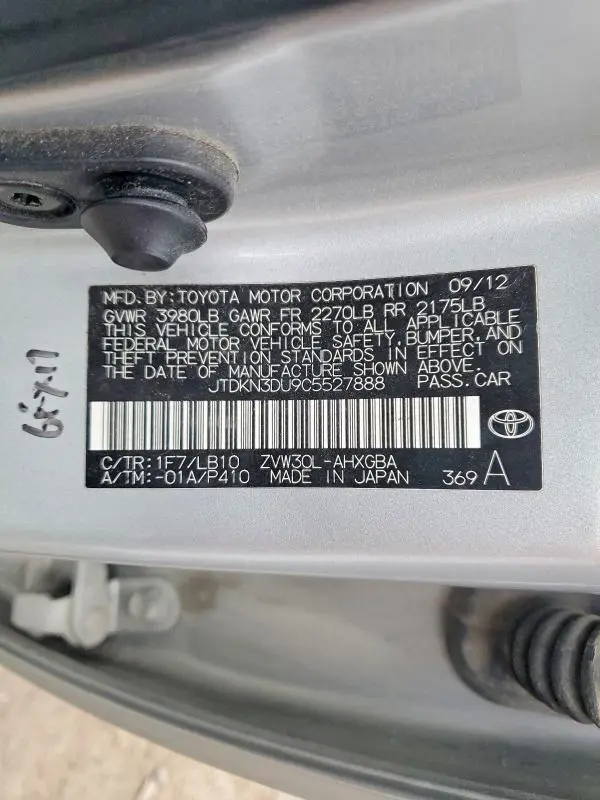 MFD.BY:TOYOTA MOTOR CORPORATION 09/12
GVWR 3980LB GAWR FR 2270LB RR 2175LB
THIS VEHICLE CONFORMS TO ALL APPLICABLE
FEDERAL MOTOR VEHICLE SAFETY,BUMPER,AND
THEFT PREVENTION STANDARDS IN EFFECT ON
THE DATE OF MANUFACTURE SHOWN ABOVE.
JTDKN3DU9C5527888 PASS.CAR
C/TR:1F7/LB10 ZVW30L-AHXGBA
A/TM:-01A/P410 MADE IN JAPAN 369 A